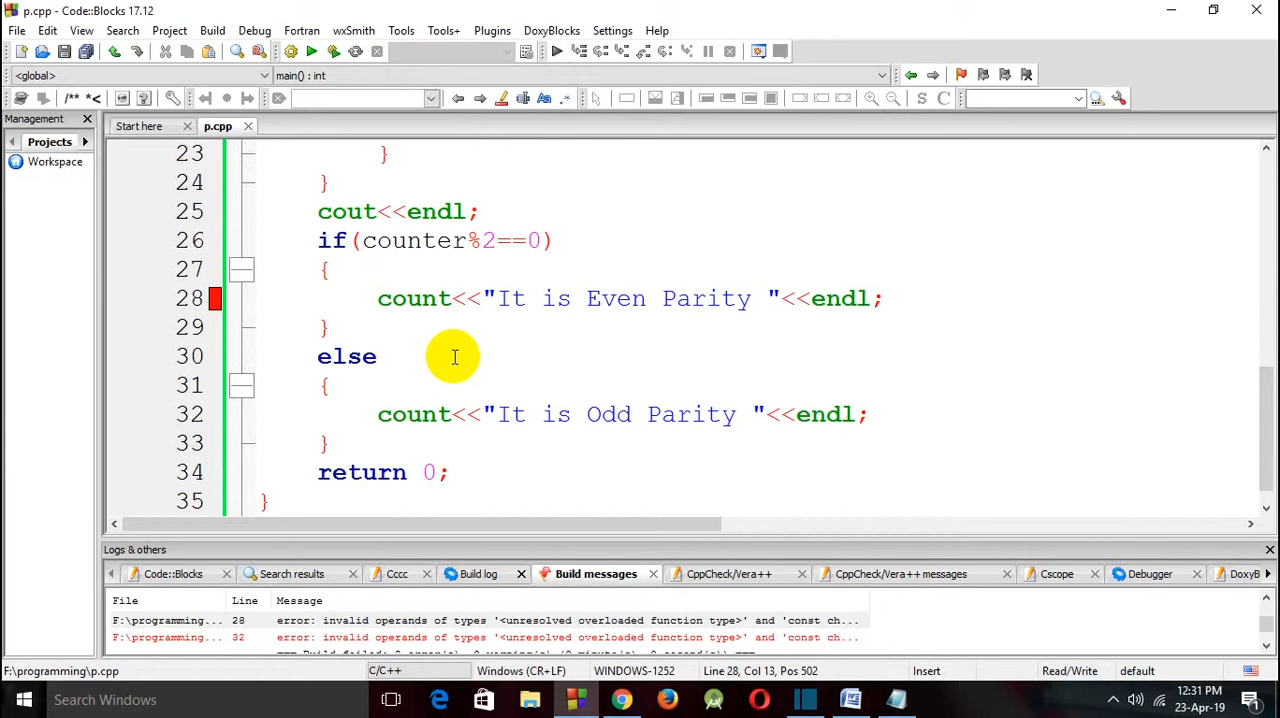 p.cpp - Code::Blocks 17.12
File Edit View Search Project Build Debug Fortran wxSmith Tools Tools+ Plugins DoxyBlocks Settings Help
<global> main() : int
/** *< S C
Management
Start here p.cpp
Projects
Workspace
23 }
24 }
25 cout<<endl;
26 if(counter%2==0)
27 {
28 count<<"It is Even Parity "<<endl;
29 }
30 else
31 {
32 count<<"It is Odd Parity "<<endl;
33 }
34 return 0;
35 }
Logs & others
Code::Blocks Search results Cccc Build log Build messages CppCheck/Vera++ CppCheck/Vera++ messages Cscope Debugger DoxyB
File Line Message
F:\programming... 28 error: invalid operands of types '<unresolved overloaded function type>' and 'const ch...
F:\programming... 32 error: invalid operands of types '<unresolved overloaded function type>' and 'const ch...
F:\programming\p.cpp C/C++ Windows (CR+LF) WINDOWS-1252 Line 28, Col 13, Pos 502 Insert Read/Write default
Search Windows
12:31 PM
23-Apr-19